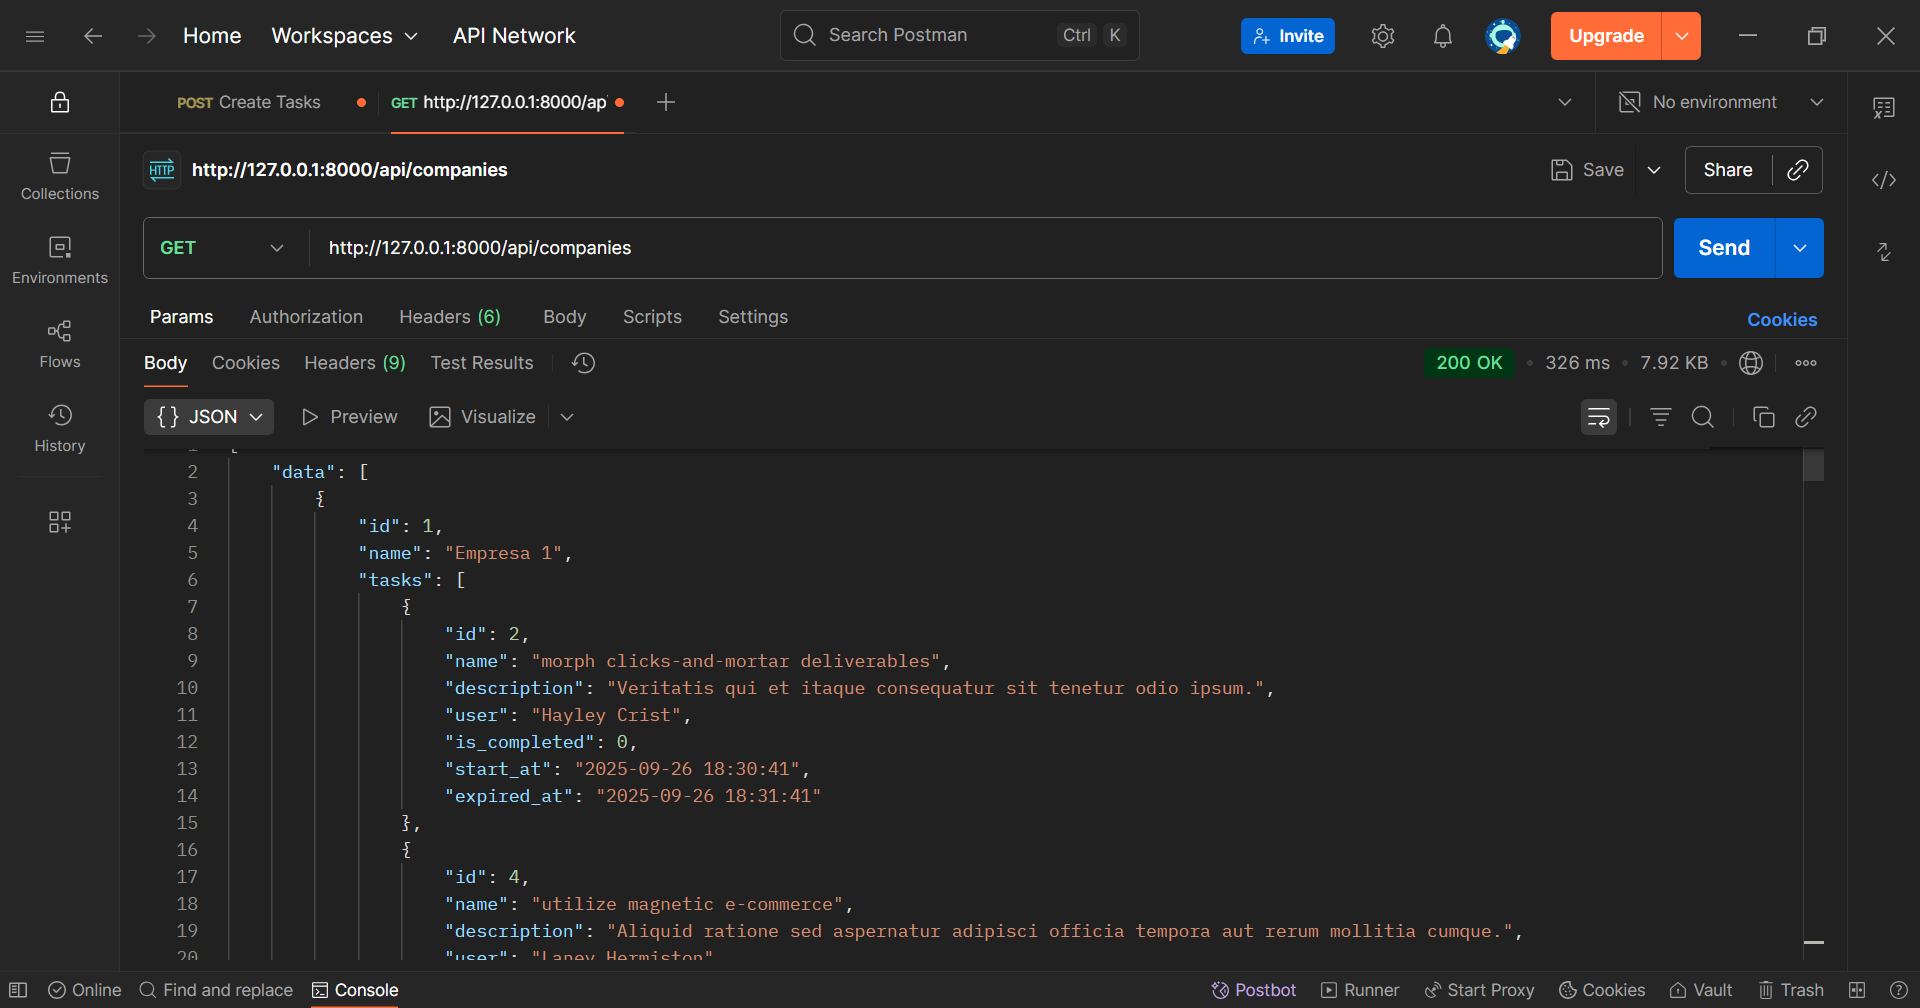 Home Workspaces API Network Search Postman Ctrl K Invite Upgrade
POST Create Tasks GET http://127.0.0.1:8000/ap No environment
HTTP http://127.0.0.1:8000/api/companies Save Share
Collections
GET http://127.0.0.1:8000/api/companies Send
Environments
Params Authorization Headers (6) Body Scripts Settings Cookies
Flows
Body Cookies Headers (9) Test Results 200 OK • 326 ms • 7.92 KB •
{} JSON Preview Visualize
History
1 {
2 "data": [
3 {
4 "id": 1,
5 "name": "Empresa 1",
6 "tasks": [
7 {
8 "id": 2,
9 "name": "morph clicks-and-mortar deliverables",
10 "description": "Veritatis qui et itaque consequatur sit tenetur odio ipsum.",
11 "user": "Hayley Crist",
12 "is_completed": 0,
13 "start_at": "2025-09-26 18:30:41",
14 "expired_at": "2025-09-26 18:31:41"
15 },
16 {
17 "id": 4,
18 "name": "utilize magnetic e-commerce",
19 "description": "Aliquid ratione sed aspernatur adipisci officia tempora aut rerum mollitia cumque.",
20 "user": "Laney Hermiston"
Online Find and replace Console Postbot Runner Start Proxy Cookies Vault Trash